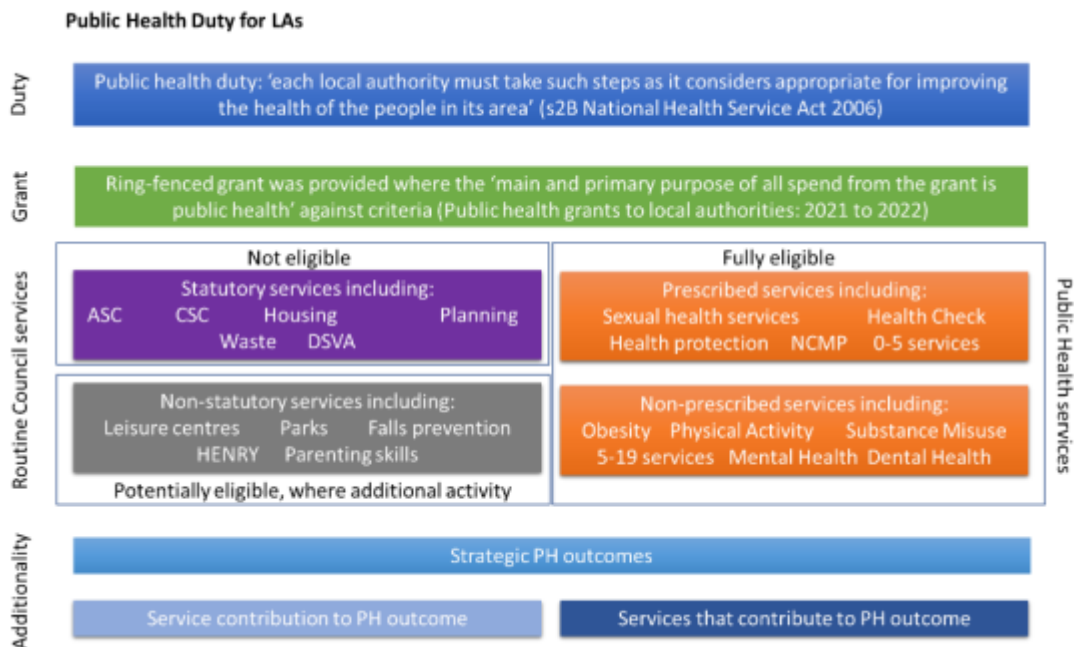 Public Health Duty for LAs
Duty
Public health duty: ‘each local authority must take such steps as it considers appropriate for improving
the health of the people in its area’ (s2B National Health Service Act 2006)
Grant
Ring-fenced grant was provided where the ‘main and primary purpose of all spend from the grant is
public health’ against criteria (Public health grants to local authorities: 2021 to 2022)
Routine Council services
Not eligible
Statutory services including:
ASC CSC Housing Planning
Waste DSVA
Non-statutory services including:
Leisure centres Parks Falls prevention
HENRY Parenting skills
Potentially eligible, where additional activity
Fully eligible
Prescribed services including:
Sexual health services Health Check
Health protection NCMP 0-5 services
Non-prescribed services including:
Obesity Physical Activity Substance Misuse
5-19 services Mental Health Dental Health
Public Health services
Additionality
Strategic PH outcomes
Service contribution to PH outcome
Services that contribute to PH outcome